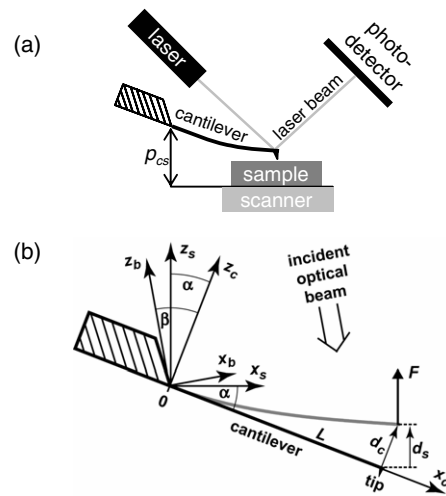 (a)
laser
photo-
detector
cantilever
laser beam
p_cs
sample
scanner
(b)
z_b
z_s
z_c
α
β
incident
optical
beam
x_b
x_s
α
F
0
cantilever
L
d_c
d_s
tip